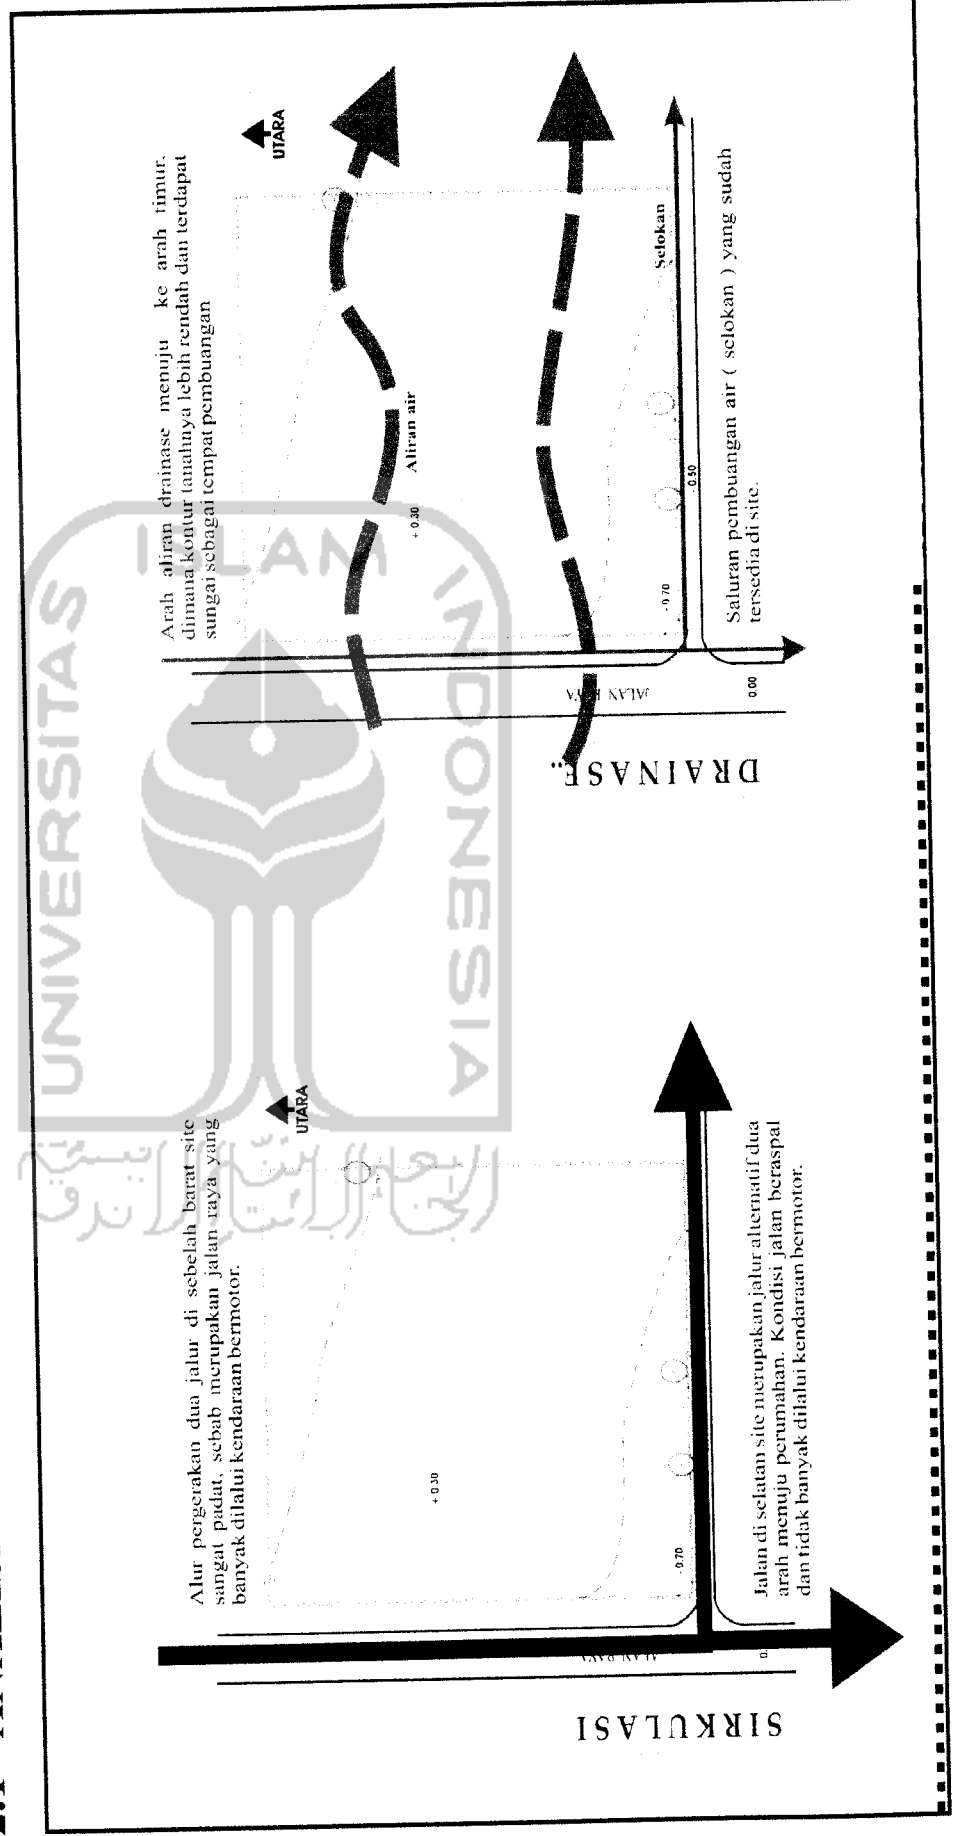 SIRKULASI
Alur pergerakan dua jalur di sebelah barat site
sangat padat, sebab merupakan jalan raya yang
banyak dilalui kendaraan bermotor.
UTARA
+ 0.30
- 0.70
Jalan di selatan site merupakan jalur alternatif dua
arah menuju perumahan. Kondisi jalan beraspal
dan tidak banyak dilalui kendaraan bermotor.
DRAINASE
Arah aliran drainase menuju ke arah timur,
dimana kontur tanahnya lebih rendah dan terdapat
sungai sebagai tempat pembuangan
UTARA
Aliran air
+ 0.30
Selokan
- 0.70
- 0.50
JALAN RAYA
0.00
Saluran pembuangan air ( selokan ) yang sudah
tersedia di site.
UNIVERSITAS
ISLAM
INDONESIA